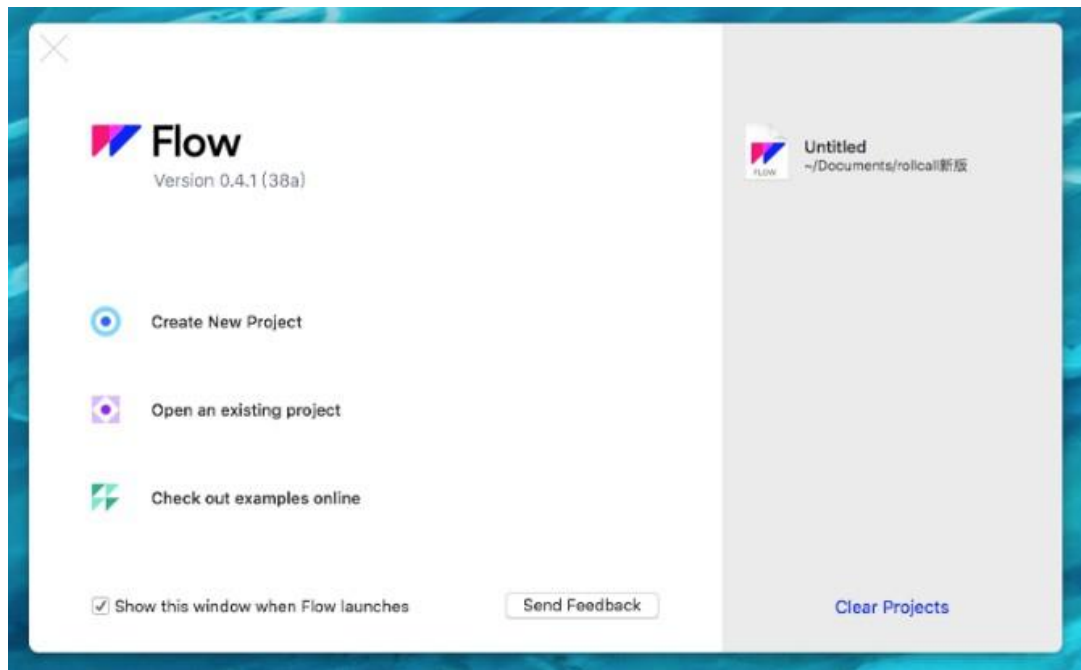 Flow
Version 0.4.1 (38a)
Create New Project
Open an existing project
Check out examples online
Show this window when Flow launches
Send Feedback
FLOW
Untitled
~/Documents/rollcall新版
Clear Projects